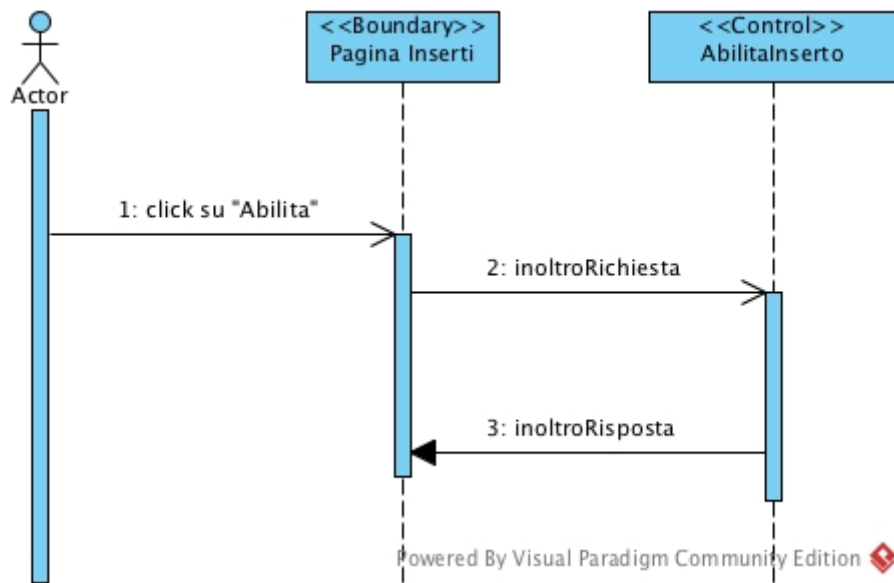 <<Boundary>>
Pagina Inserti
<<Control>>
AbilitaInserto
Actor
1: click su "Abilita"
2: inoltroRichiesta
3: inoltroRisposta
Powered By Visual Paradigm Community Edition